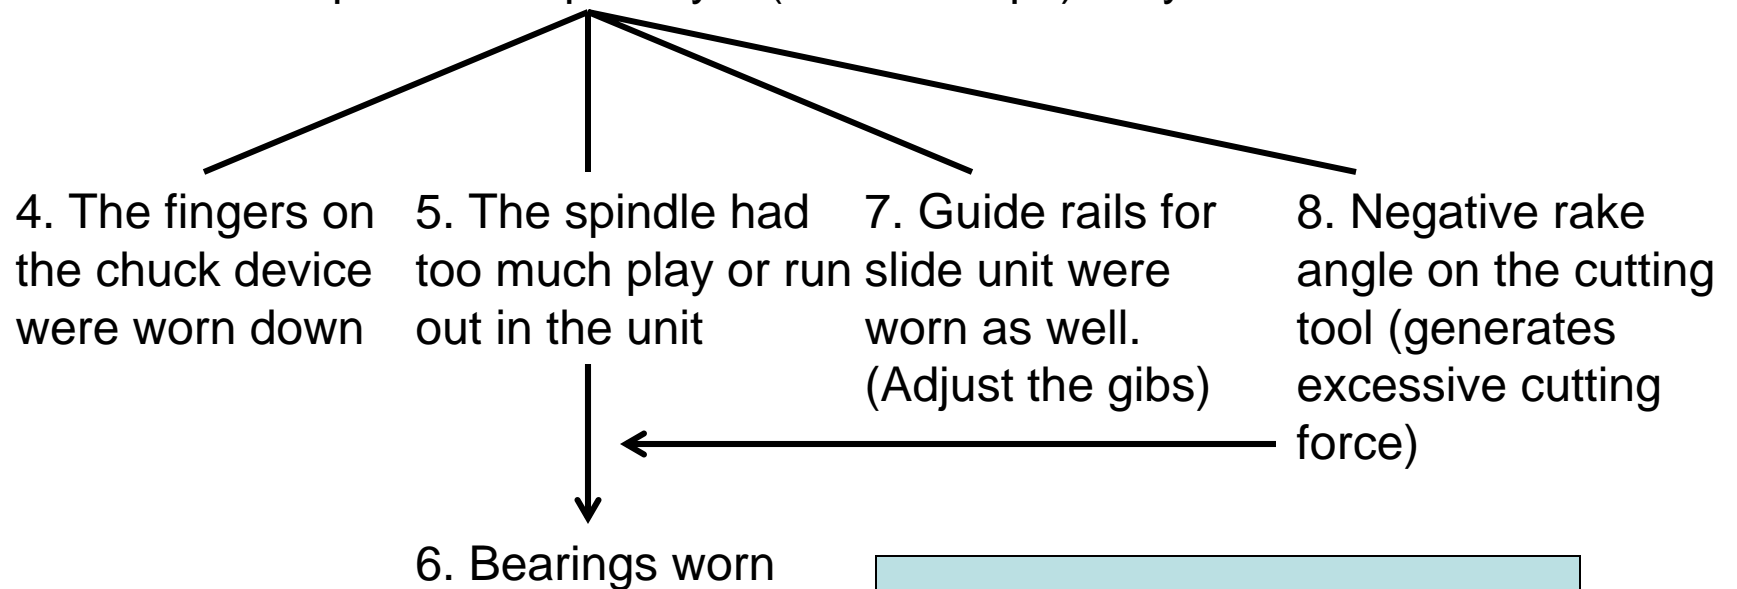 4. The fingers on
the chuck device
were worn down
5. The spindle had
too much play or run
out in the unit
7. Guide rails for
slide unit were
worn as well.
(Adjust the gibs)
8. Negative rake
angle on the cutting
tool (generates
excessive cutting
force)
6. Bearings worn